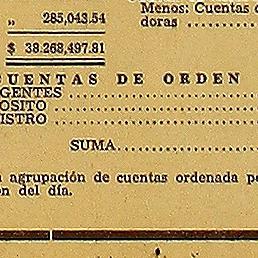 Menos: Cuentas
„ 285,043.54 doras
$ 38.268,497.81
CUENTAS DE ORDEN
GENTES
OSITO
ISTRO
SUMA
agrupación de cuentas ordenada
del día.